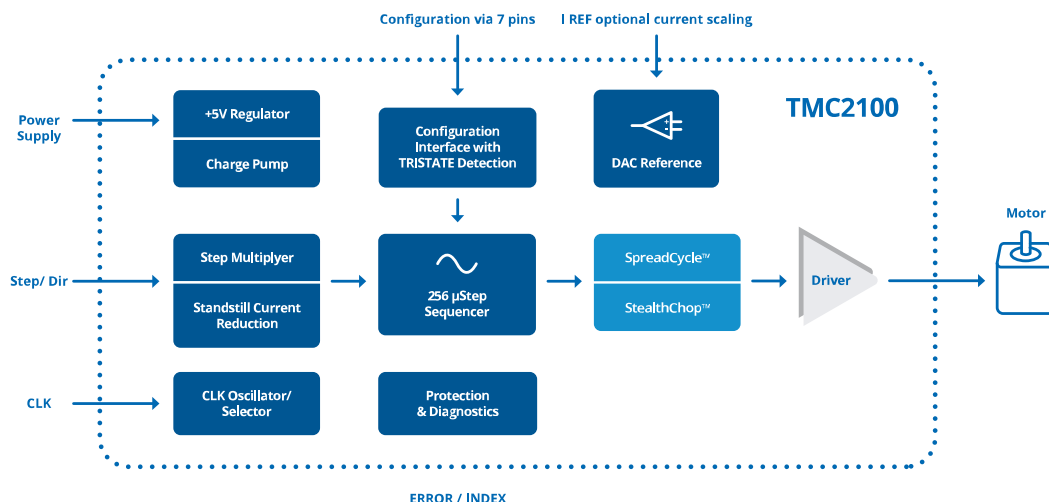 Configuration via 7 pins
I REF optional current scaling
TMC2100
Power
Supply
+5V Regulator
Charge Pump
Configuration
Interface with
TRISTATE Detection
DAC Reference
Motor
Step/ Dir
Step Multiplyer
Standstill Current
Reduction
256 µStep
Sequencer
SpreadCycle™
StealthChop™
Driver
CLK
CLK Oscillator/
Selector
Protection
& Diagnostics
ERROR / INDEX